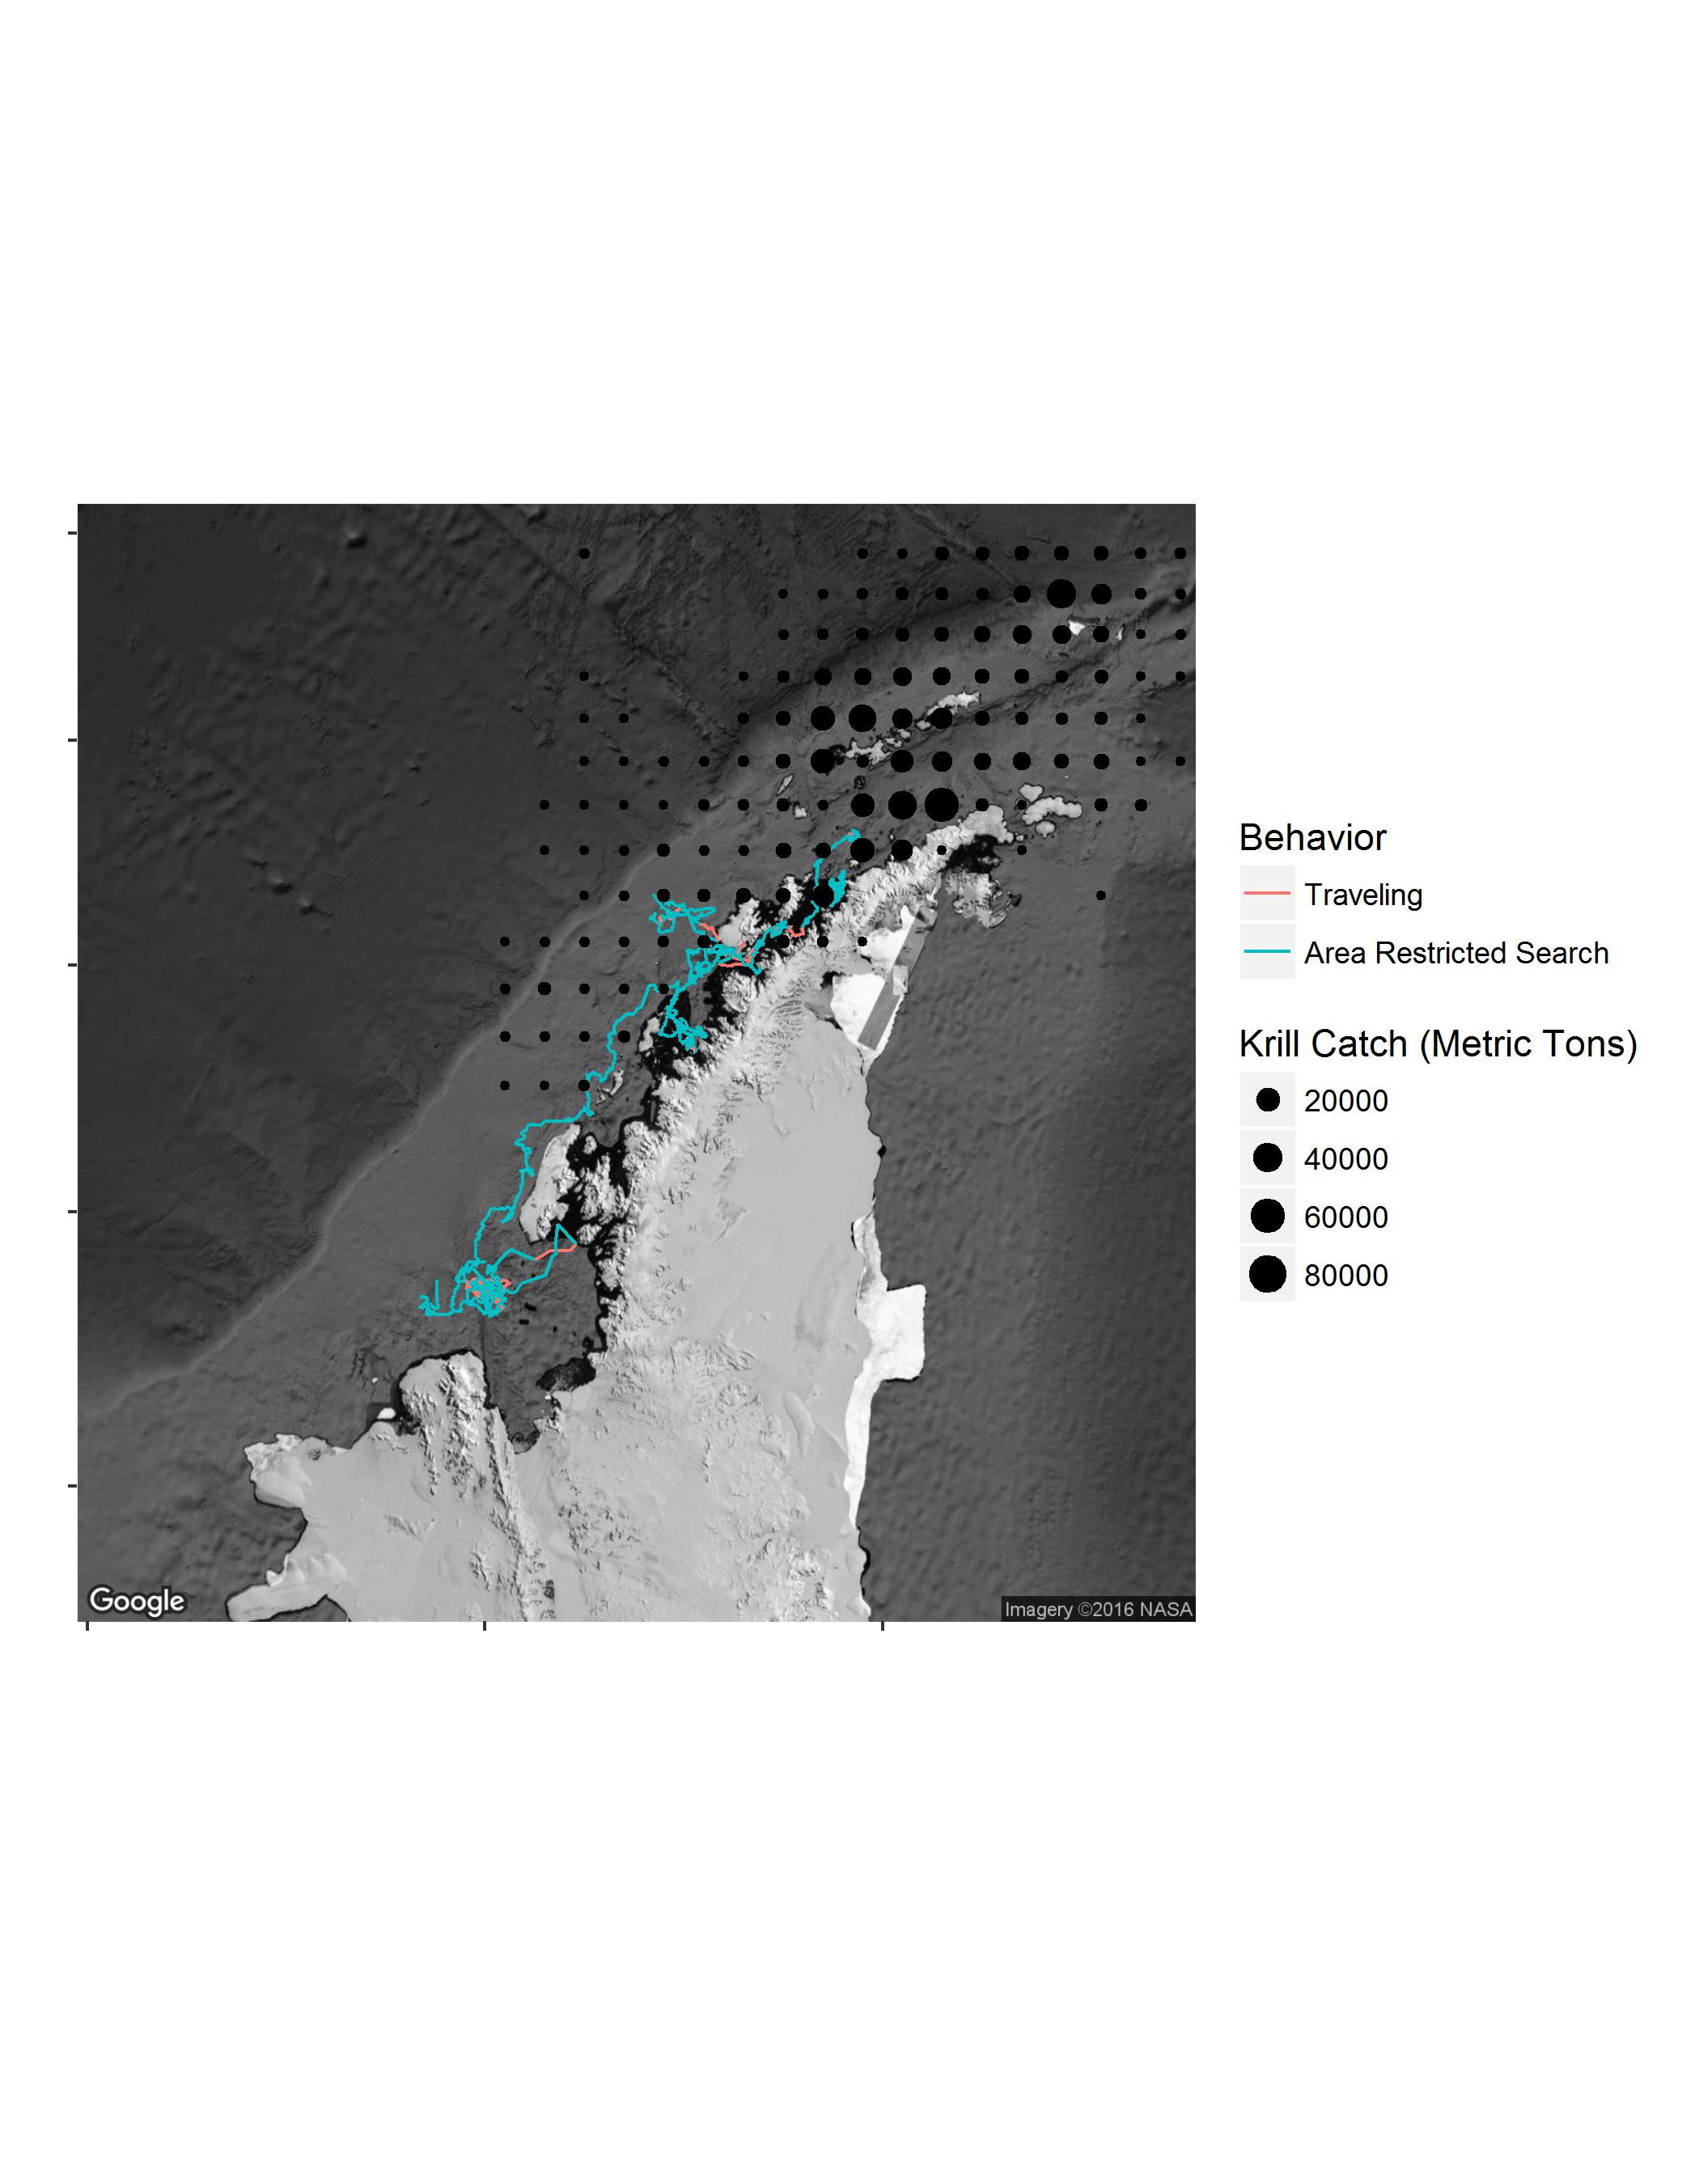 Behavior
Traveling
Area Restricted Search
Krill Catch (Metric Tons)
20000
40000
60000
80000
Google
Imagery ©2016 NASA